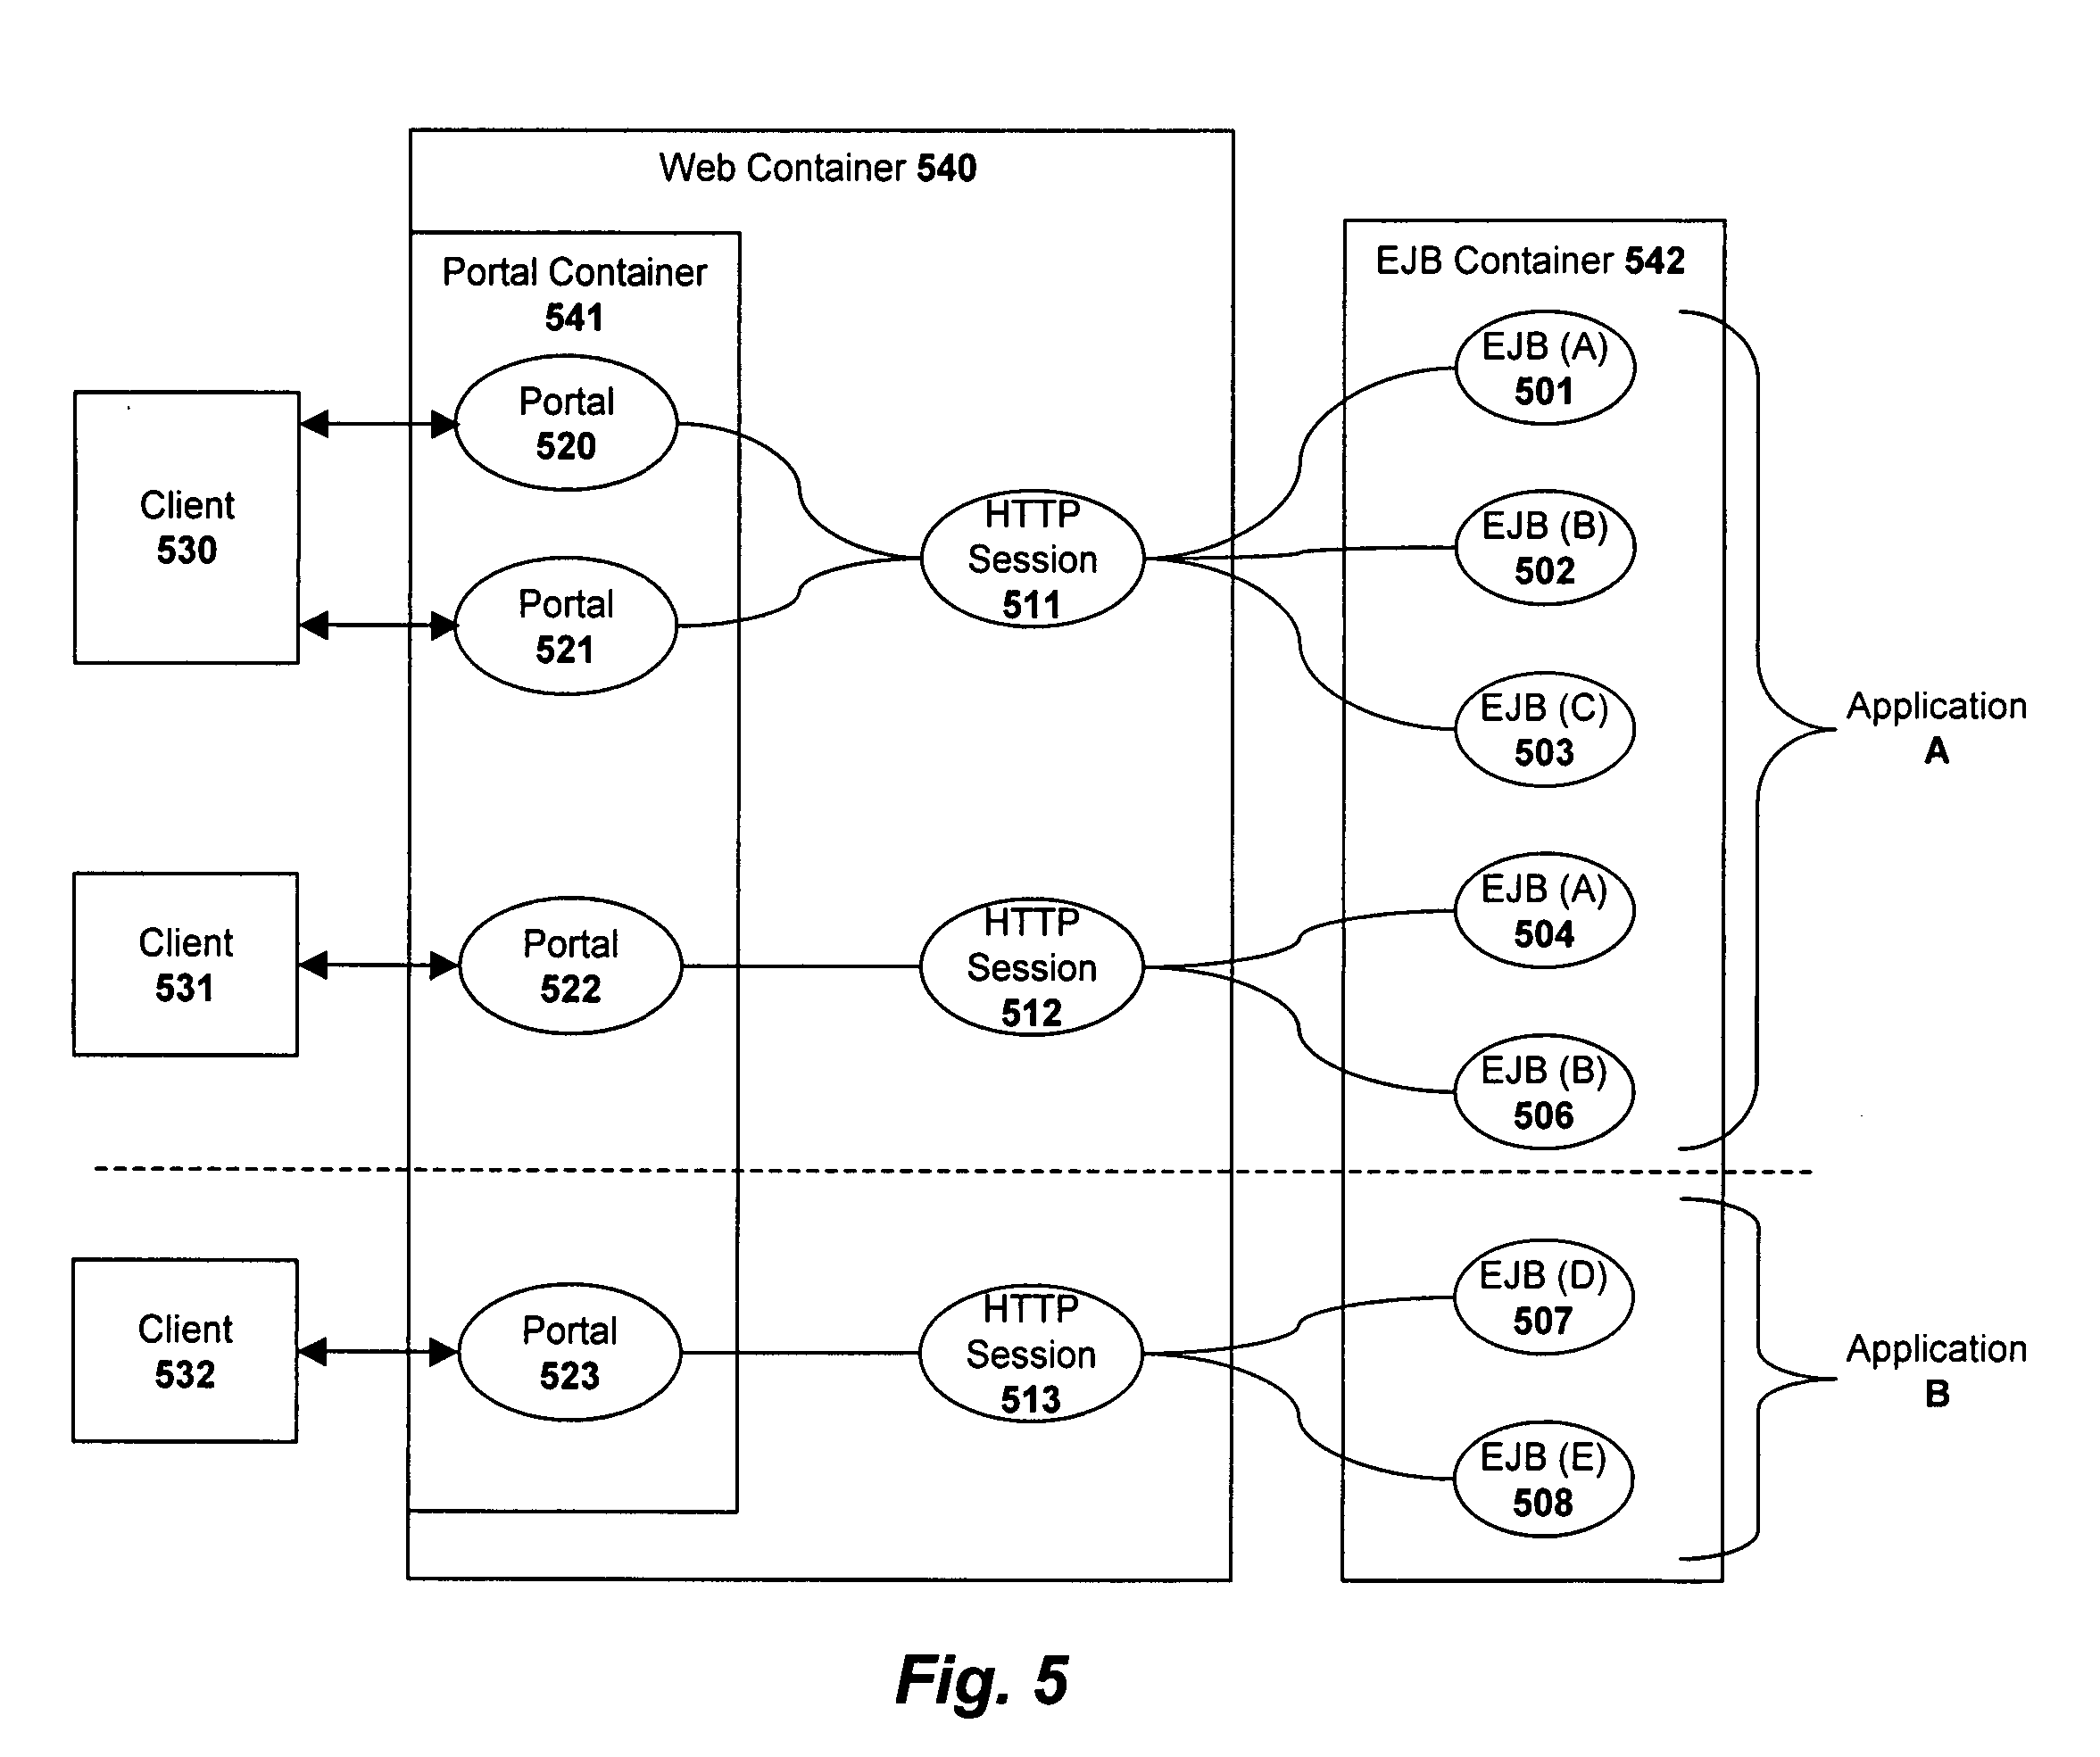 Web Container 540
Portal Container
541
EJB Container 542
Client
530
Portal
520
Portal
521
HTTP
Session
511
EJB (A)
501
EJB (B)
502
EJB (C)
503
Application
A
Client
531
Portal
522
HTTP
Session
512
EJB (A)
504
EJB (B)
506
Client
532
Portal
523
HTTP
Session
513
EJB (D)
507
EJB (E)
508
Application
B
Fig. 5